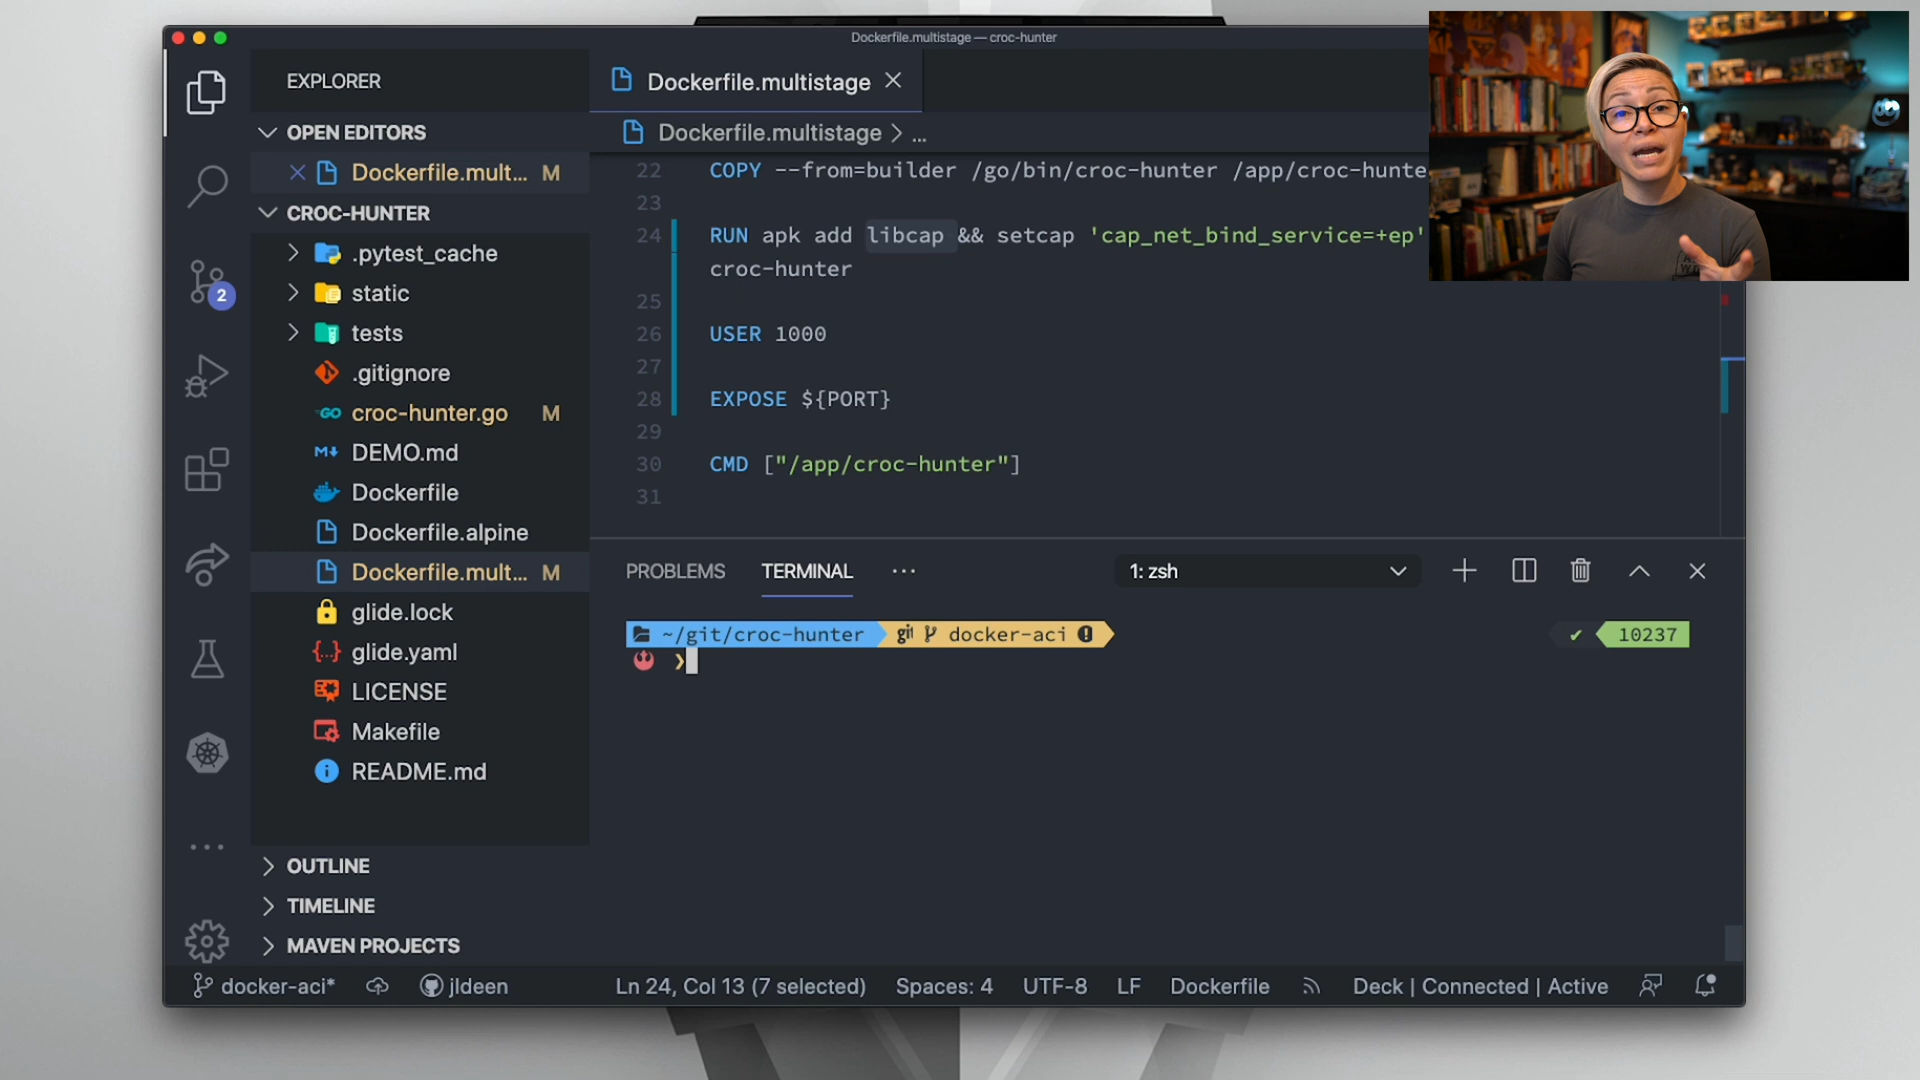 Dockerfile.multistage — croc-hunter
EXPLORER
OPEN EDITORS
Dockerfile.mult... M
CROC-HUNTER
.pytest_cache
static
tests
.gitignore
GO croc-hunter.go M
M↓ DEMO.md
Dockerfile
Dockerfile.alpine
Dockerfile.mult... M
glide.lock
{..} glide.yaml
LICENSE
Makefile
README.md
OUTLINE
TIMELINE
MAVEN PROJECTS
2
Dockerfile.multistage
Dockerfile.multistage > ...
22 COPY --from=builder /go/bin/croc-hunter /app/croc-hunte
23
24 RUN apk add libcap && setcap 'cap_net_bind_service=+ep'
croc-hunter
25
26 USER 1000
27
28 EXPOSE ${PORT}
29
30 CMD ["/app/croc-hunter"]
31
PROBLEMS TERMINAL ... 1: zsh
~/git/croc-hunter git docker-aci ! ✔ 10237
❯
docker-aci* jldeen Ln 24, Col 13 (7 selected) Spaces: 4 UTF-8 LF Dockerfile Deck | Connected | Active